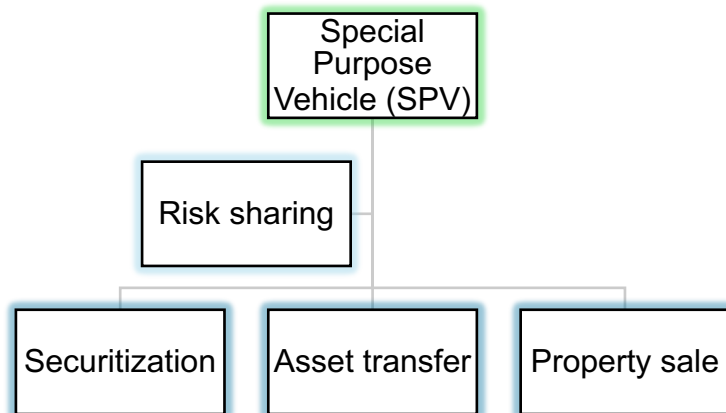 Special
Purpose
Vehicle (SPV)
Risk sharing
Securitization
Asset transfer
Property sale